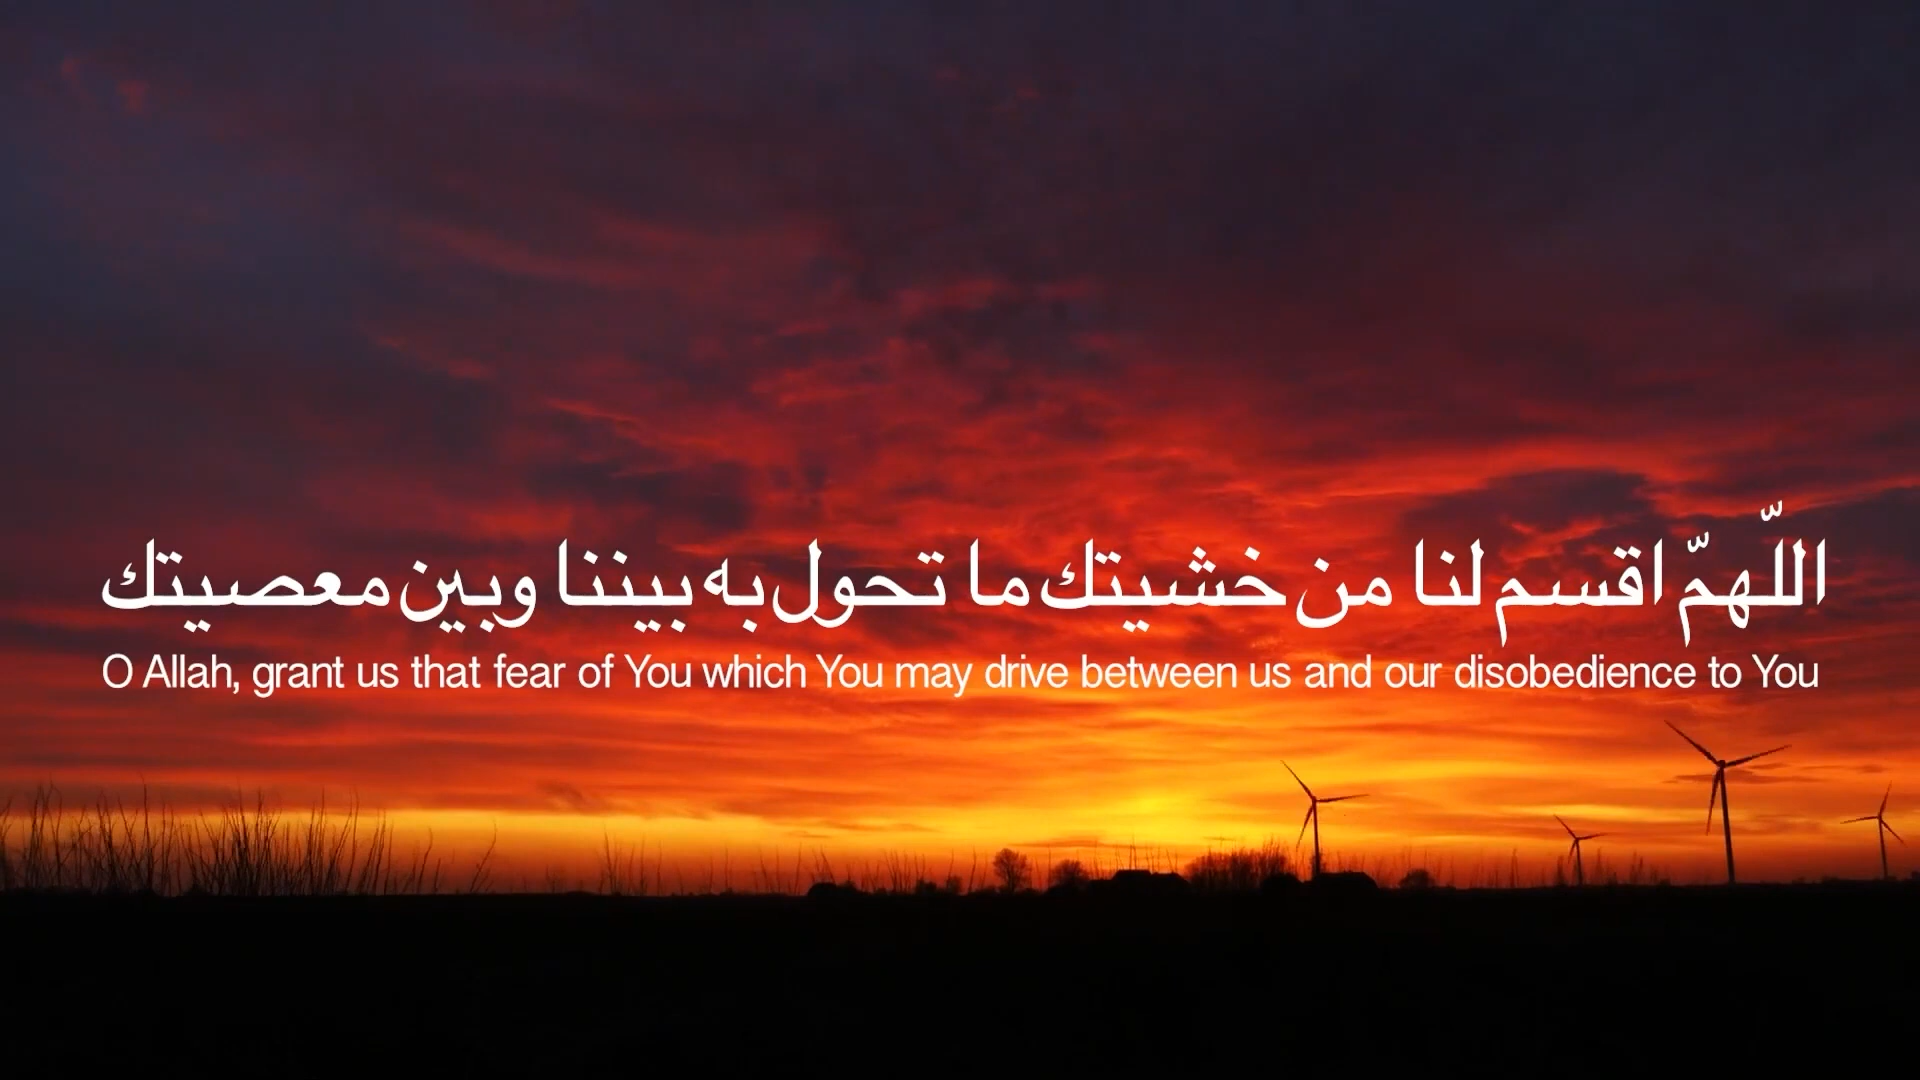 اللّهمّ اقسم لنا من خشيتك ما تحول به بيننا وبين معصيتك
O Allah, grant us that fear of You which You may drive between us and our disobedience to You